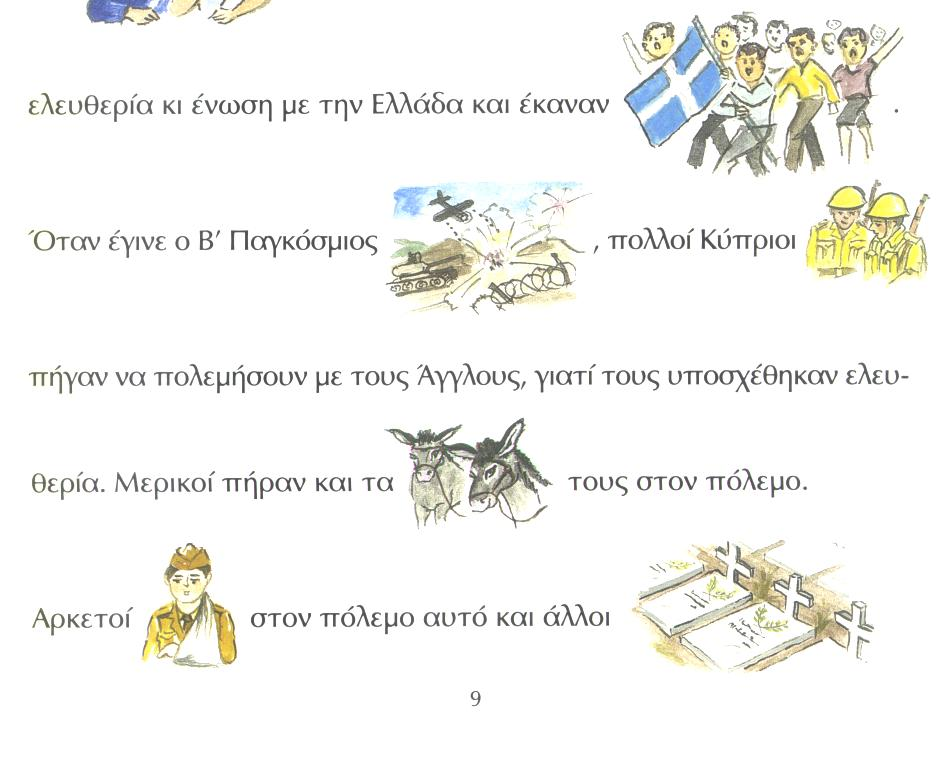 ελευθερία κι ένωση με την Ελλάδα και έκαναν .
Όταν έγινε ο Β’ Παγκόσμιος , πολλοί Κύπριοι
πήγαν να πολεμήσουν με τους Άγγλους, γιατί τους υποσχέθηκαν ελευ-
θερία. Μερικοί πήραν και τα τους στον πόλεμο.
Αρκετοί στον πόλεμο αυτό και άλλοι
9